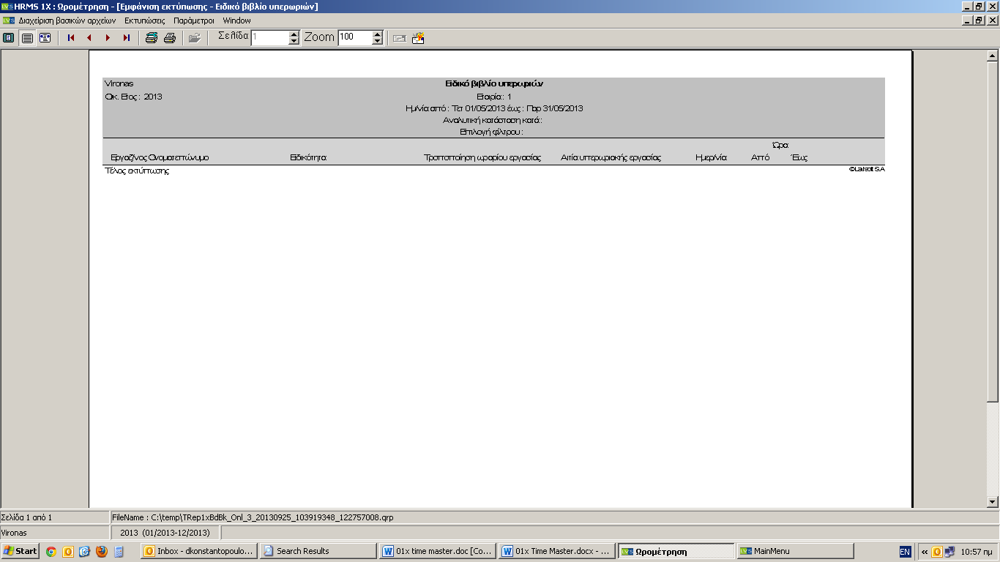 HRMS 1X : Ωρομέτρηση - [Εμφάνιση εκτύπωσης - Ειδικό βιβλίο υπερωριών]
Διαχείριση βασικών αρχείων Εκτυπώσεις Παράμετροι Window
Σελίδα 1 Zoom 100
Vironas Ειδικό βιβλίο υπερωριών
Οικ. Ετος : 2013 Εταιρία : 1
Ημ/νία από : Τετ 01/05/2013 έως : Παρ 31/05/2013
Αναλυτική κατάσταση κατά :
Επιλογή φίλτρου :
Ώρα
Εργαζ/νος Ονοματεπώνυμο Ειδικότητα Τροποποίηση ωραρίου εργασίας Αιτία υπερωριακής εργασίας Ημερ/νία Από Έως
Τέλος εκτύπωσης ©LavisoftS.A
Σελίδα 1 από 1 FileName : C:\temp\TRep1xBdBk_Onl_3_20130925_103919348_122757008.qrp
Vironas 2013 (01/2013-12/2013)
Start Inbox - dkonstantopoulo... Search Results 01x time master.doc [Co... 01x Time Master.docx - ... Ωρομέτρηση MainMenu EN « 10:57 πμ